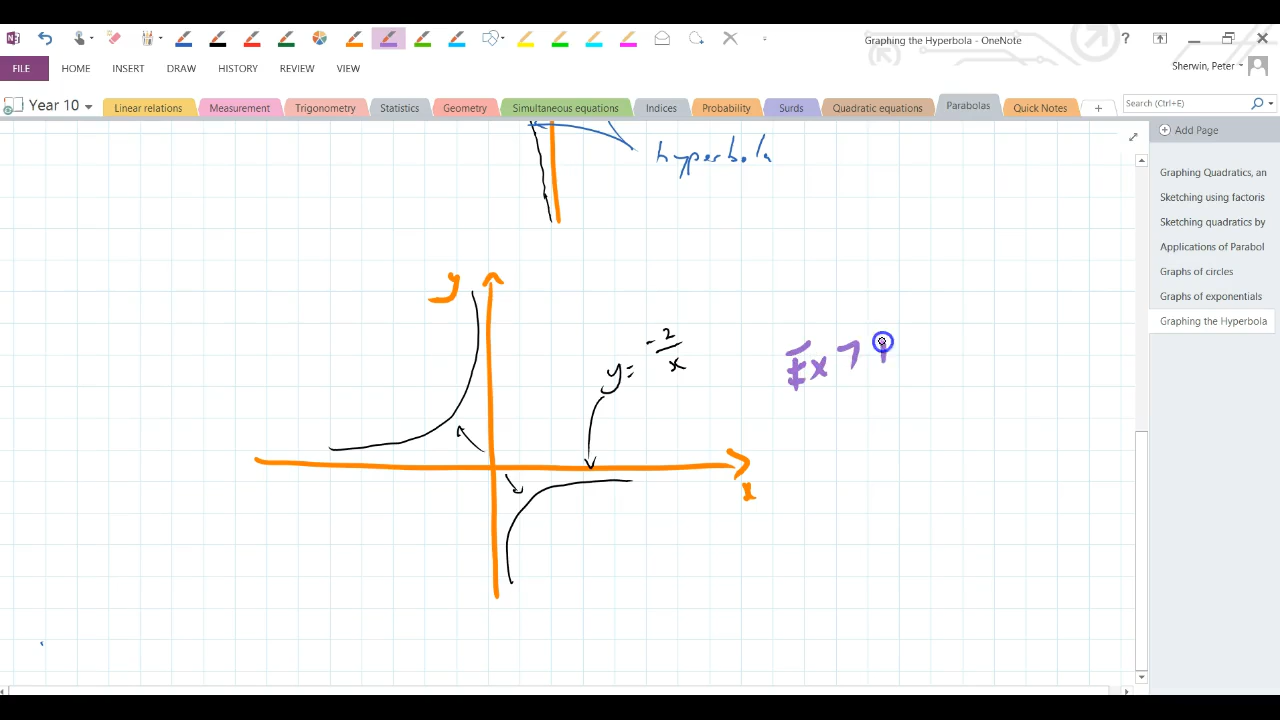 Graphing the Hyperbola - OneNote
?
Sherwin, Peter
FILE HOME INSERT DRAW HISTORY REVIEW VIEW
Year 10
Linear relations
Measurement
Trigonometry
Statistics
Geometry
Simultaneous equations
Indices
Probability
Surds
Quadratic equations
Parabolas
Quick Notes
+
Search (Ctrl+E)
Add Page
Graphing Quadratics, an
Sketching using factoris
Sketching quadratics by
Applications of Parabol
Graphs of circles
Graphs of exponentials
Graphing the Hyperbola
hyperbola
y
y = -2/x
Ex 7
x